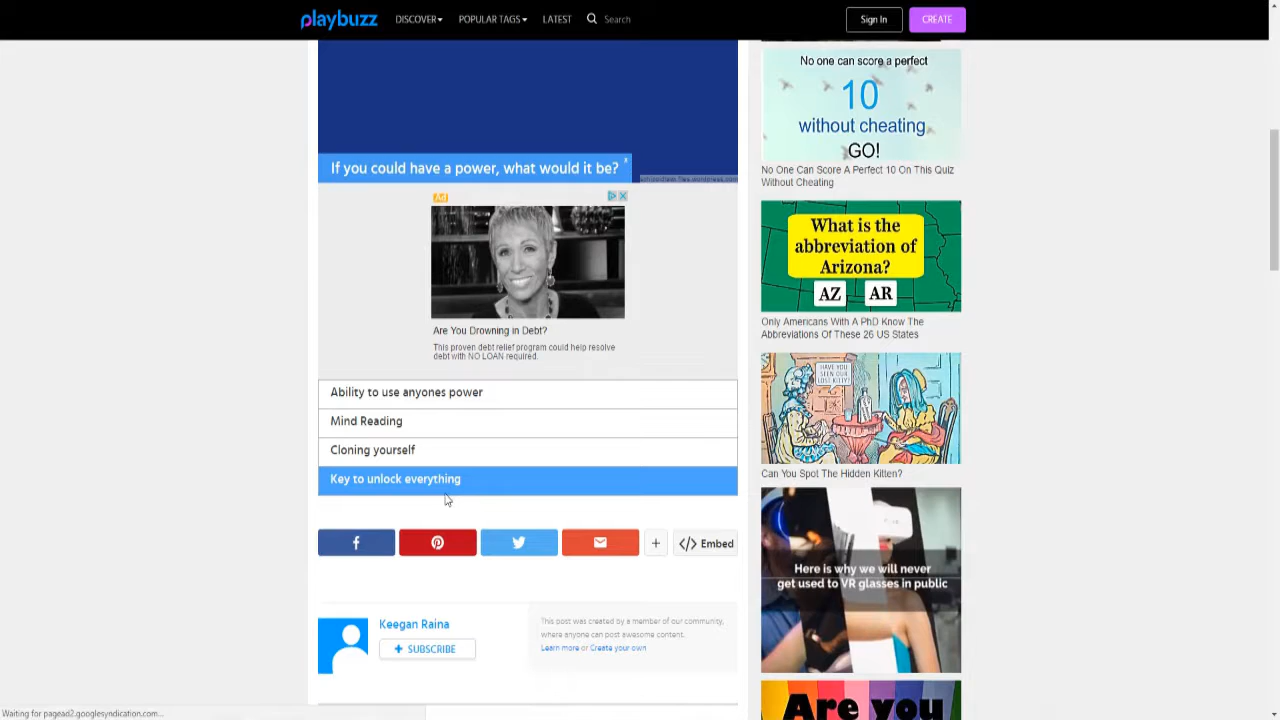 playbuzz
DISCOVER
POPULAR TAGS
LATEST
Search
Sign In
CREATE
If you could have a power, what would it be?
x
Ad
Are You Drowning in Debt?
This proven debt relief program could help resolve
debt with NO LOAN required.
Ability to use anyones power
Mind Reading
Cloning yourself
Key to unlock everything
f
+
</> Embed
Keegan Raina
+ SUBSCRIBE
This post was created by a member of our community,
where anyone can post awesome content.
Learn more or Create your own
No one can score a perfect
10
without cheating
GO!
No One Can Score A Perfect 10 On This Quiz
Without Cheating
What is the
abbreviation of
Arizona?
AZ
AR
Only Americans With A PhD Know The
Abbreviations Of These 26 US States
HAVE YOU
SEEN OUR
LOST KITTY?
Can You Spot The Hidden Kitten?
Here is why we will never
get used to VR glasses in public
Are you
Waiting for pagead2.googlesyndication.com...